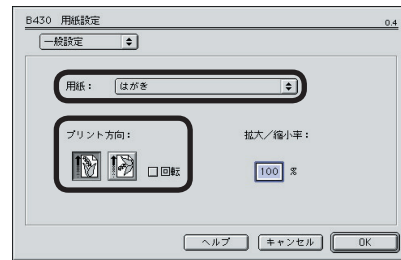 B430 用紙設定 0.4
一般設定
用紙： はがき
プリント方向： 拡大／縮小率：
回転 100 %
ヘルプ キャンセル OK